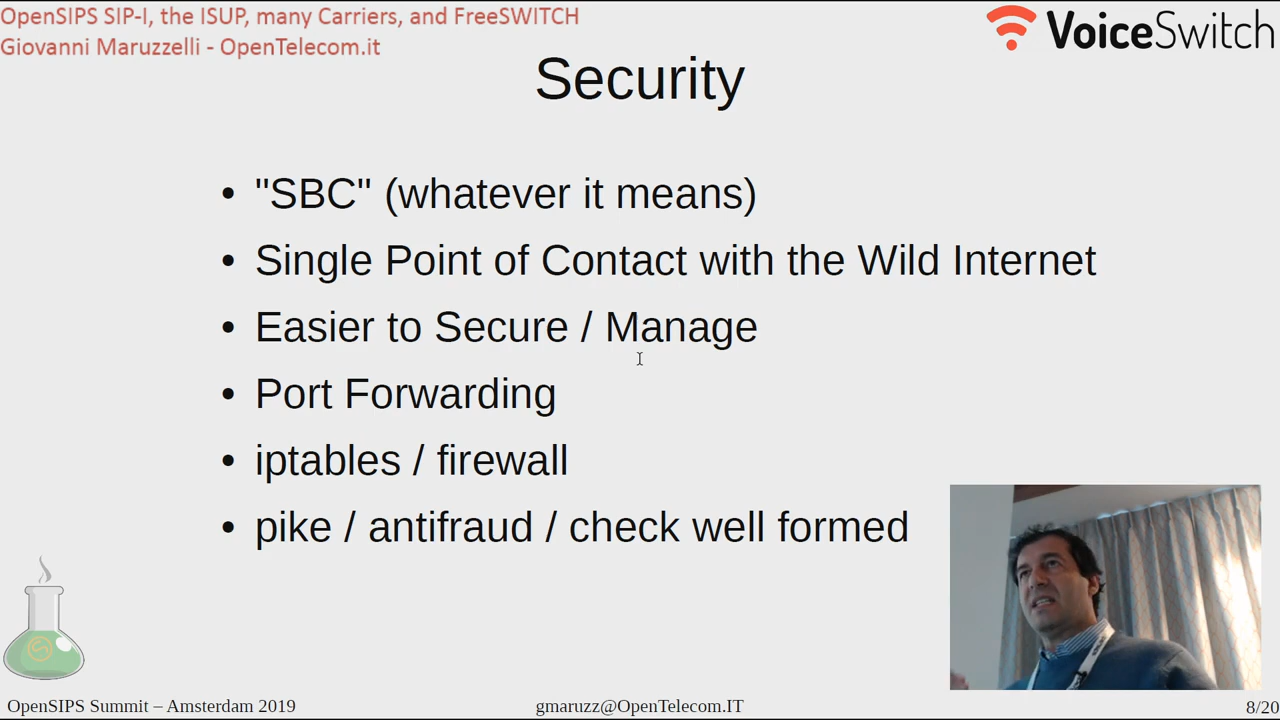 OpenSIPS SIP-I, the ISUP, many Carriers, and FreeSWITCH
Giovanni Maruzzelli - OpenTelecom.it
VoiceSwitch
Security
• "SBC" (whatever it means)
• Single Point of Contact with the Wild Internet
• Easier to Secure / Manage
• Port Forwarding
• iptables / firewall
• pike / antifraud / check well formed
OpenSIPS Summit – Amsterdam 2019
gmaruzz@OpenTelecom.IT
8/20